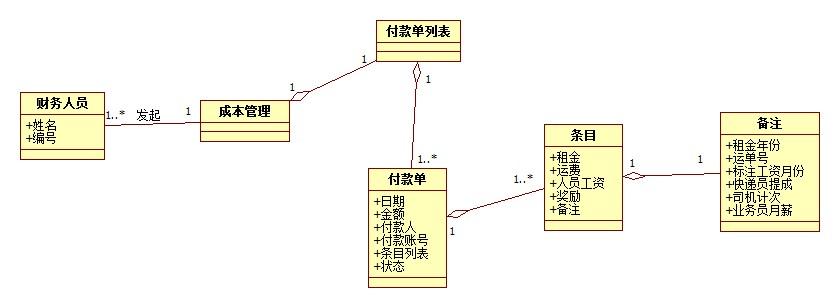 付款单列表
1
1
1
财务人员
+姓名
+编号
1..*
发起
1
成本管理
1..*
付款单
+日期
+金额
+付款人
+付款账号
+条目列表
+状态
1
1..*
条目
+租金
+运费
+人员工资
+奖励
+备注
1
1
备注
+租金年份
+运单号
+标注工资月份
+快递员提成
+司机计次
+业务员月薪